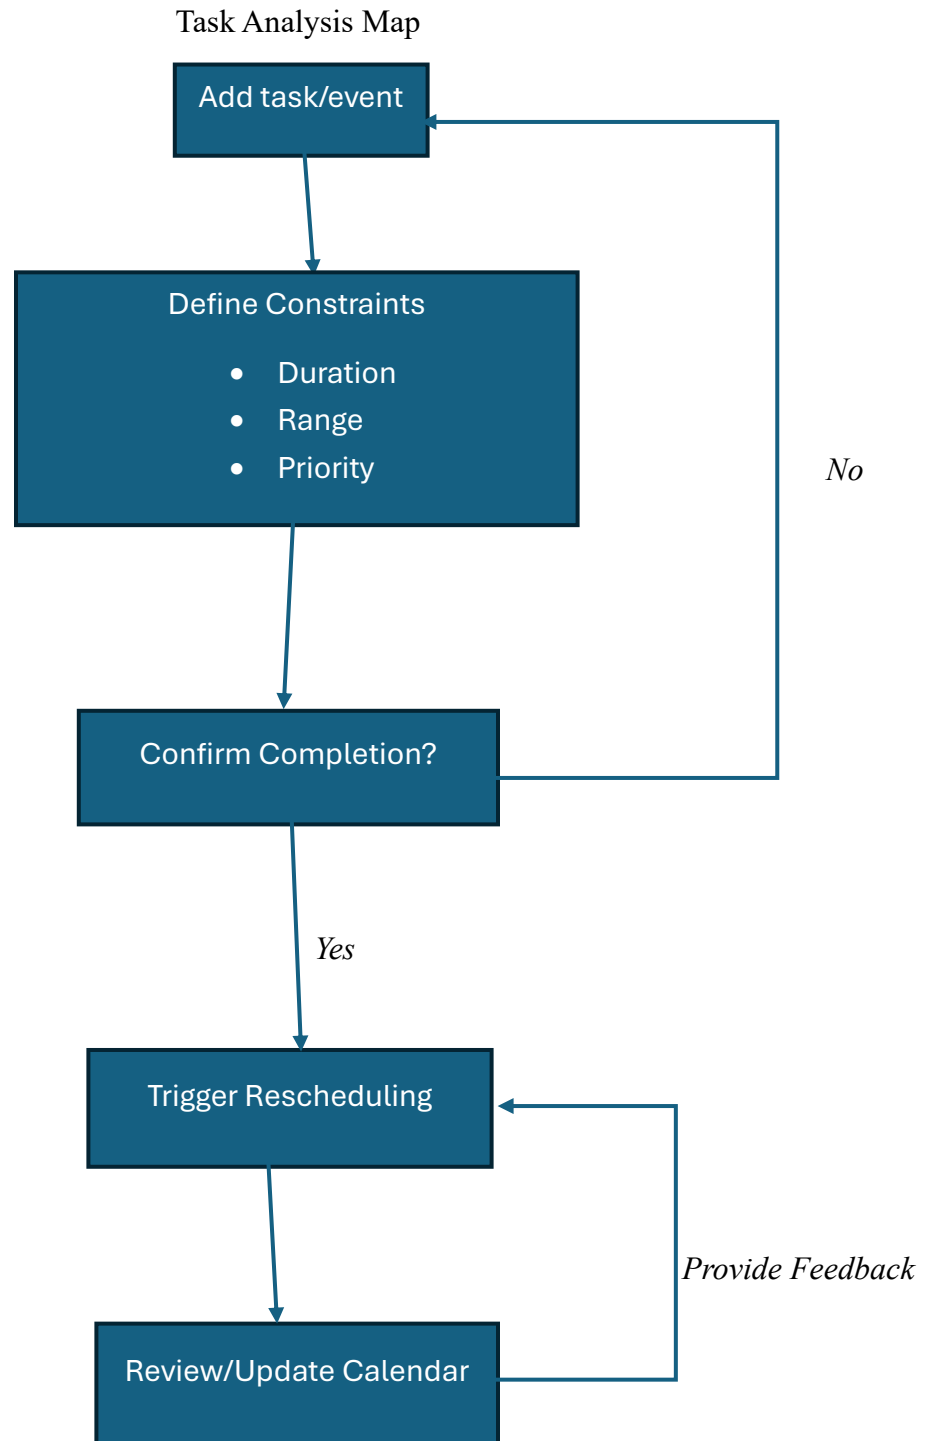 Task Analysis Map
Add task/event
Define Constraints
• Duration
• Range
• Priority
No
Confirm Completion?
Yes
Trigger Rescheduling
Provide Feedback
Review/Update Calendar